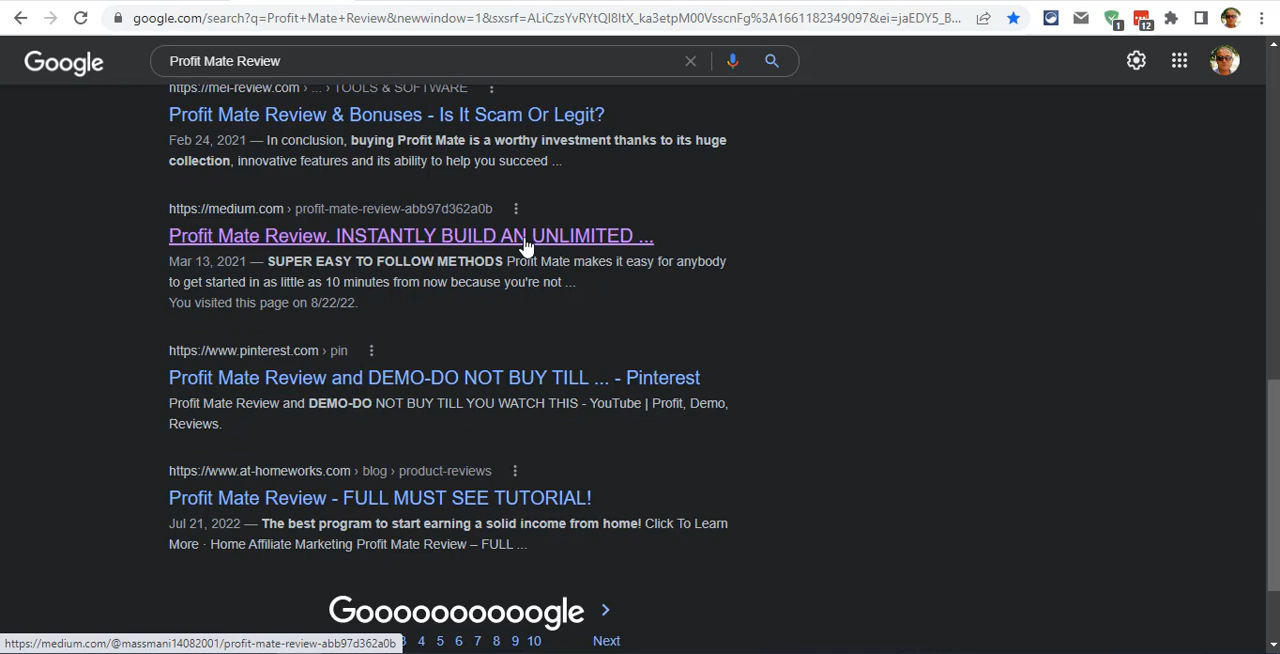 google.com/search?q=Profit+Mate+Review&newwindow=1&sxsrf=ALiCzsYvRYtQI8ltX_ka3etpM00VsscnFg%3A1661182349097&ei=jaEDY5_B...
1
12
Google
Profit Mate Review
https://mei-review.com › ... › TOOLS & SOFTWARE
Profit Mate Review & Bonuses - Is It Scam Or Legit?
Feb 24, 2021 — In conclusion, buying Profit Mate is a worthy investment thanks to its huge
collection, innovative features and its ability to help you succeed ...
https://medium.com › profit-mate-review-abb97d362a0b
Profit Mate Review. INSTANTLY BUILD AN UNLIMITED ...
Mar 13, 2021 — SUPER EASY TO FOLLOW METHODS Profit Mate makes it easy for anybody
to get started in as little as 10 minutes from now because you're not ...
You visited this page on 8/22/22.
https://www.pinterest.com › pin
Profit Mate Review and DEMO-DO NOT BUY TILL ... - Pinterest
Profit Mate Review and DEMO-DO NOT BUY TILL YOU WATCH THIS - YouTube | Profit, Demo,
Reviews.
https://www.at-homeworks.com › blog › product-reviews
Profit Mate Review - FULL MUST SEE TUTORIAL!
Jul 21, 2022 — The best program to start earning a solid income from home! Click To Learn
More · Home Affiliate Marketing Profit Mate Review – FULL ...
Goooooooooogle >
3 4 5 6 7 8 9 10 Next
https://medium.com/@massmani14082001/profit-mate-review-abb97d362a0b